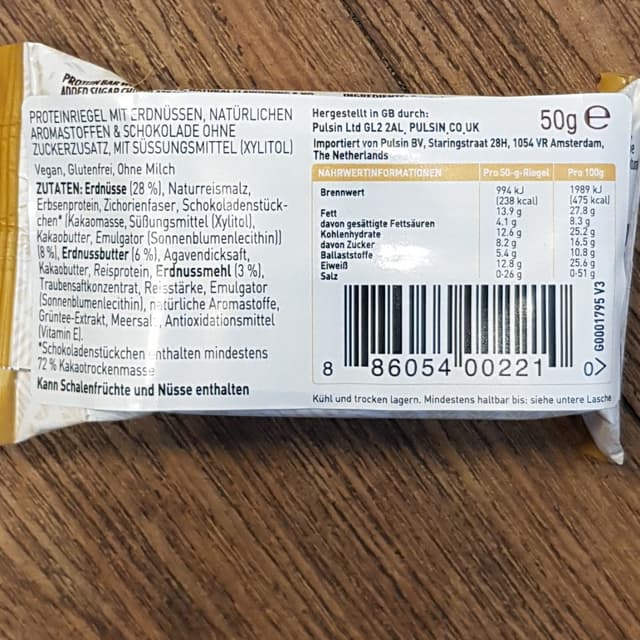 PROTEIN BAR
ADDED SUGAR
PROTEINRIEGEL MIT ERDNÜSSEN, NATÜRLICHEN
AROMASTOFFEN & SCHOKOLADE OHNE
ZUCKERZUSATZ, MIT SÜSSUNGSMITTEL (XYLITOL)
Vegan, Glutenfrei, Ohne Milch
ZUTATEN: Erdnüsse (28 %), Naturreismalz,
Erbsenprotein, Zichorienfaser, Schokoladenstück-
chen* (Kakaomasse, Süßungsmittel (Xylitol),
Kakaobutter, Emulgator (Sonnenblumenlecithin))
(8 %), Erdnussbutter (6 %), Agavendicksaft,
Kakaobutter, Reisprotein, Erdnussmehl (3 %),
Traubensaftkonzentrat, Reisstärke, Emulgator
(Sonnenblumenlecithin), natürliche Aromastoffe,
Grüntee-Extrakt, Meersalz, Antioxidationsmittel
(Vitamin E).
*Schokoladenstückchen enthalten mindestens
72 % Kakaotrockenmasse
Kann Schalenfrüchte und Nüsse enthalten
Hergestellt in GB durch:
Pulsin Ltd GL2 2AL, PULSIN.CO.UK
50g e
Importiert von Pulsin BV, Staringstraat 28H, 1054 VR Amsterdam,
The Netherlands
NÄHRWERTINFORMATIONEN Pro 50-g-Riegel Pro 100g
Brennwert 994 kJ 1989 kJ
(238 kcal) (475 kcal)
Fett 13.9 g 27.8 g
davon gesättigte Fettsäuren 4.1 g 8.3 g
Kohlenhydrate 12.6 g 25.2 g
davon Zucker 8.2 g 16.5 g
Ballaststoffe 5.4 g 10.8 g
Eiweiß 12.8 g 25.6 g
Salz 0·26 g 0·51 g
8 86054 00221 0>
G0001795 V3
Kühl und trocken lagern. Mindestens haltbar bis: siehe untere Lasche